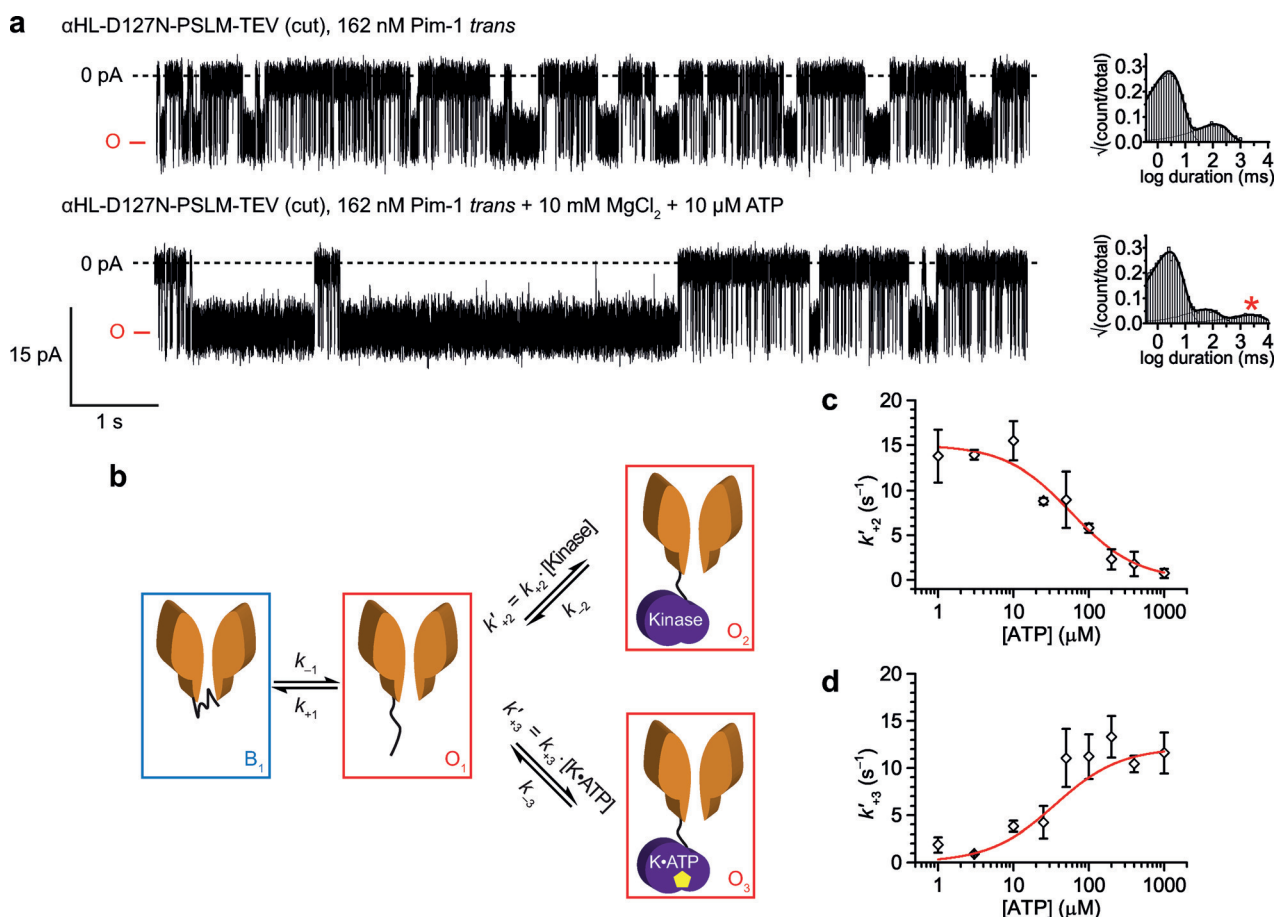 a
αHL-D127N-PSLM-TEV (cut), 162 nM Pim-1 trans
0 pA
O
√(count/total)
0.3
0.2
0.1
0.0
0 1 2 3 4
log duration (ms)
αHL-D127N-PSLM-TEV (cut), 162 nM Pim-1 trans + 10 mM MgCl₂ + 10 µM ATP
0 pA
O
15 pA
1 s
√(count/total)
0.3
0.2
0.1
0.0
*
0 1 2 3 4
log duration (ms)
b
B₁
k₋₁
k₊₁
O₁
k′₊₂ = k₊₂·[Kinase]
k₋₂
Kinase
O₂
k′₊₃ = k₊₃·[K•ATP]
k₋₃
K•ATP
O₃
c
k′₊₂ (s⁻¹)
20
15
10
5
0
1 10 100 1000
[ATP] (µM)
d
k′₊₃ (s⁻¹)
20
15
10
5
0
1 10 100 1000
[ATP] (µM)